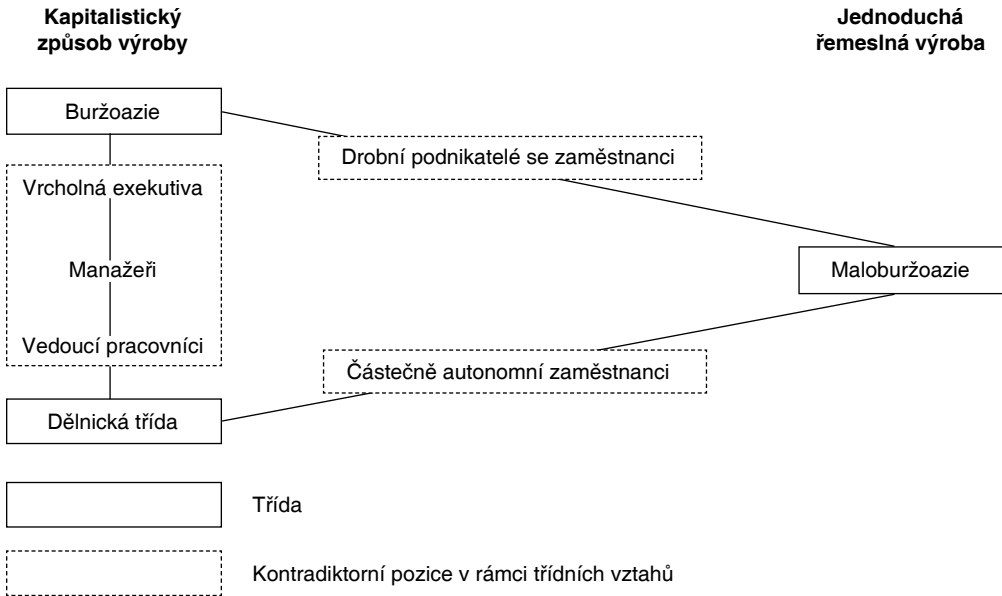 Kapitalistický
způsob výroby
Jednoduchá
řemeslná výroba
Buržoazie
Drobní podnikatelé se zaměstnanci
Vrcholná exekutiva
Manažeři
Maloburžoazie
Vedoucí pracovníci
Částečně autonomní zaměstnanci
Dělnická třída
Třída
Kontradiktorní pozice v rámci třídních vztahů